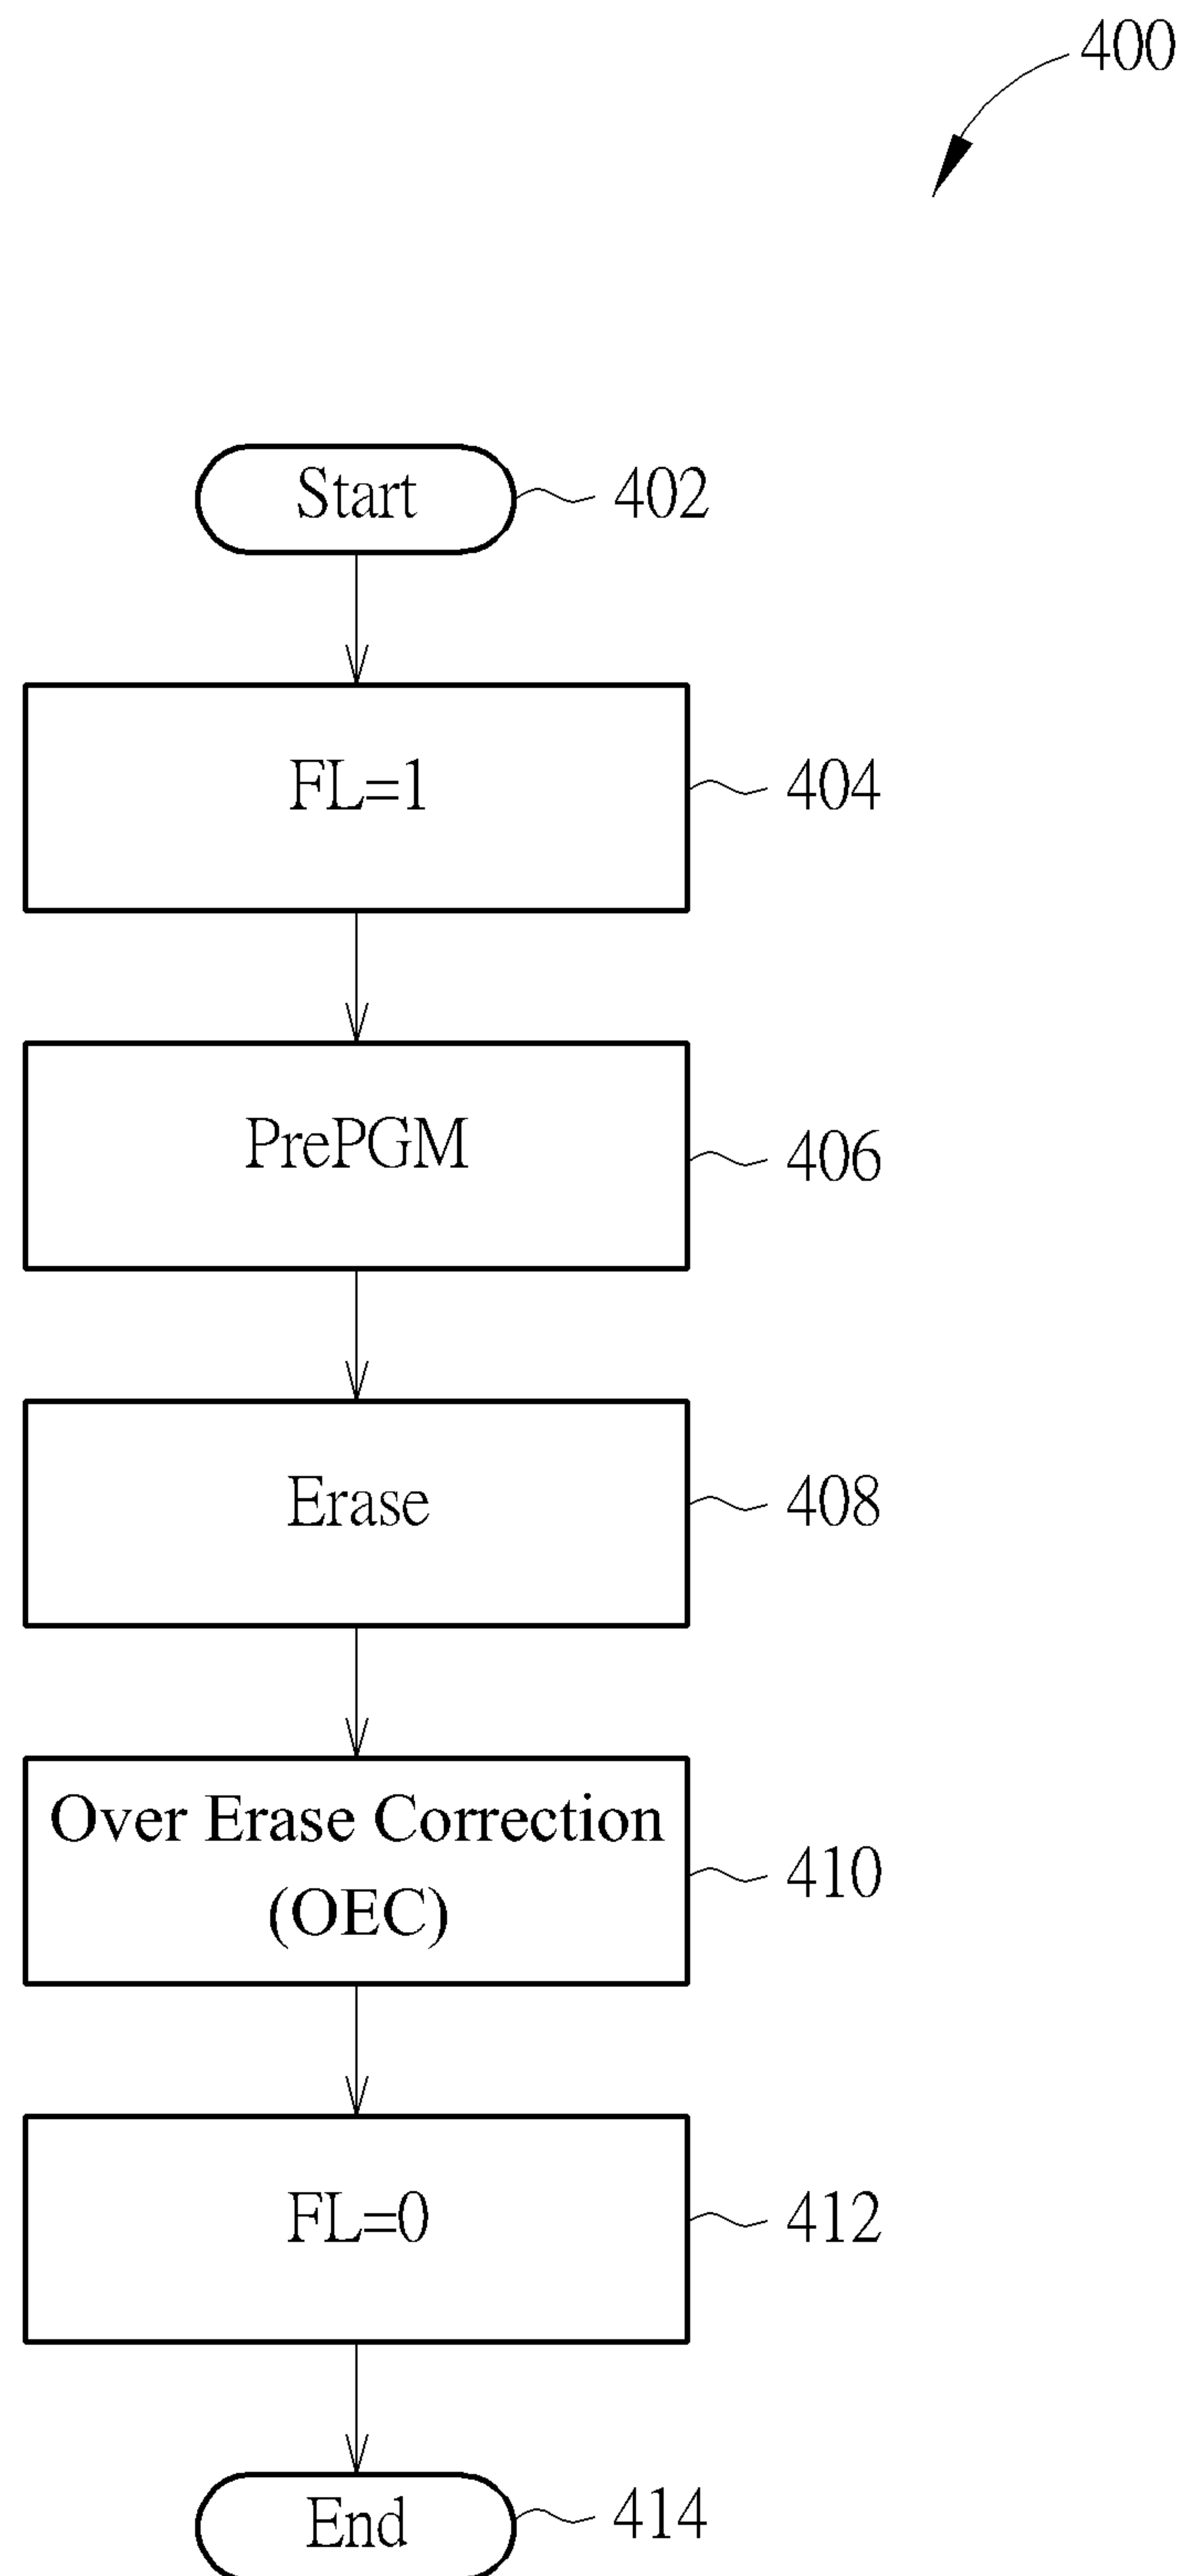 400
Start
402
FL=1
404
PrePGM
406
Erase
408
Over Erase Correction
(OEC)
410
FL=0
412
End
414